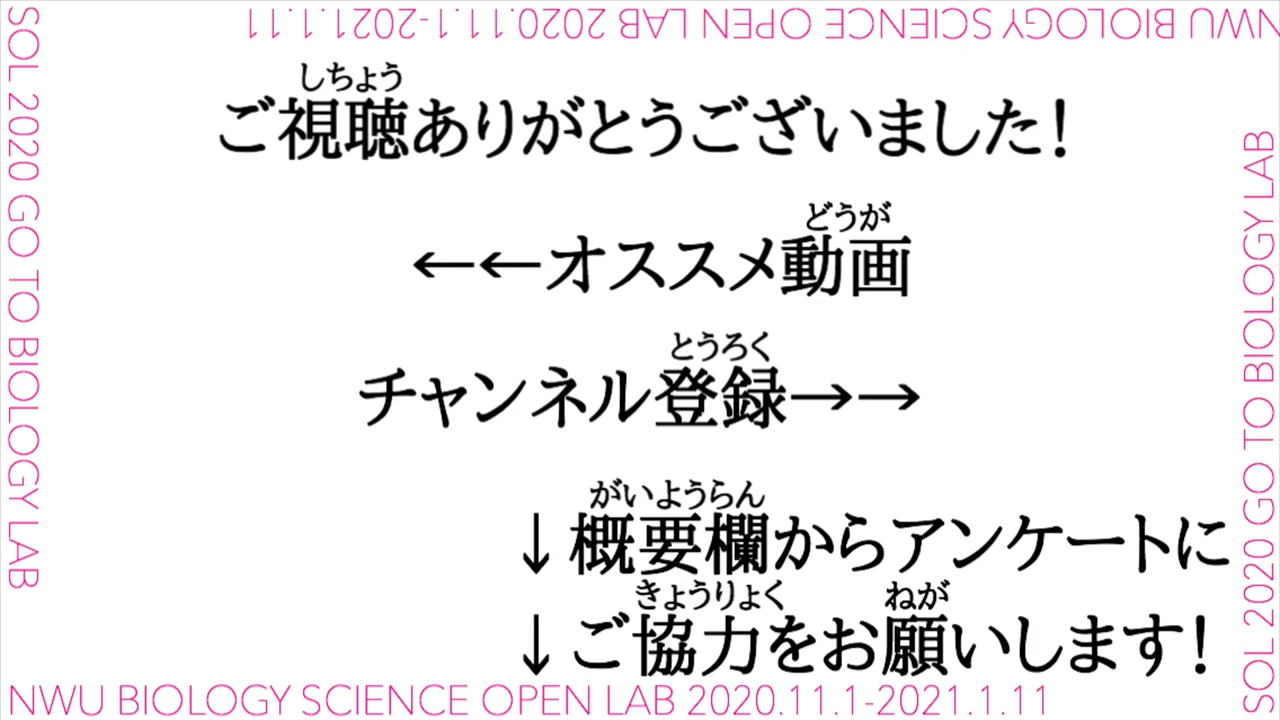 NWU BIOLOGY SCIENCE OPEN LAB 2020.11.1-2021.1.11
SOL 2020 GO TO BIOLOGY LAB
しちょう
ご視聴ありがとうございました!
どうが
←←オススメ動画
とうろく
チャンネル登録→→
がいようらん
↓概要欄からアンケートに
きょうりょく ねが
↓ご協力をお願いします!
SOL 2020 GO TO BIOLOGY LAB
NWU BIOLOGY SCIENCE OPEN LAB 2020.11.1-2021.1.11